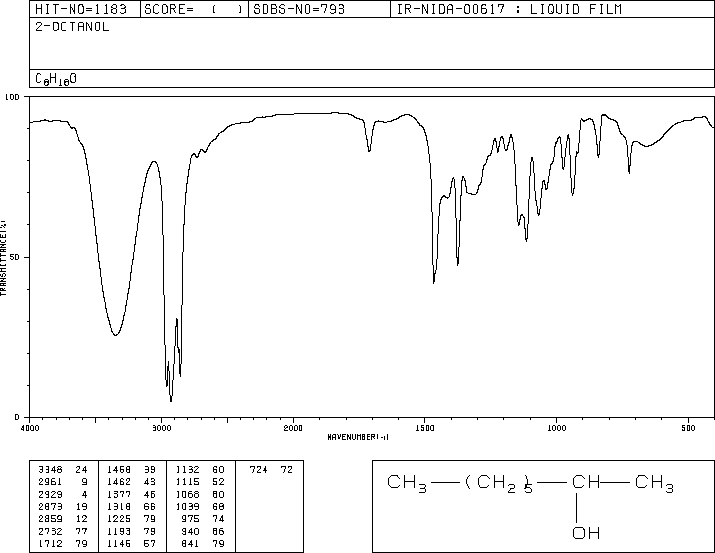 HIT-NO=1183 SCORE= ( ) SDBS-NO=793 IR-NIDA-00617 : LIQUID FILM
2-OCTANOL
C8H18O
100
50
0
TRANSMITTANCE(%)
4000 3000 2000 1500 1000 500
WAVENUMBER(-1)
3348 24 1468 39 1132 60 724 72
2961 9 1462 43 1115 52
2929 4 1377 46 1068 60
2873 19 1318 66 1039 68
2859 12 1225 79 975 74
2732 77 1193 79 940 66
1712 79 1146 57 841 79
CH3—(CH2)5—CH—CH3
OH